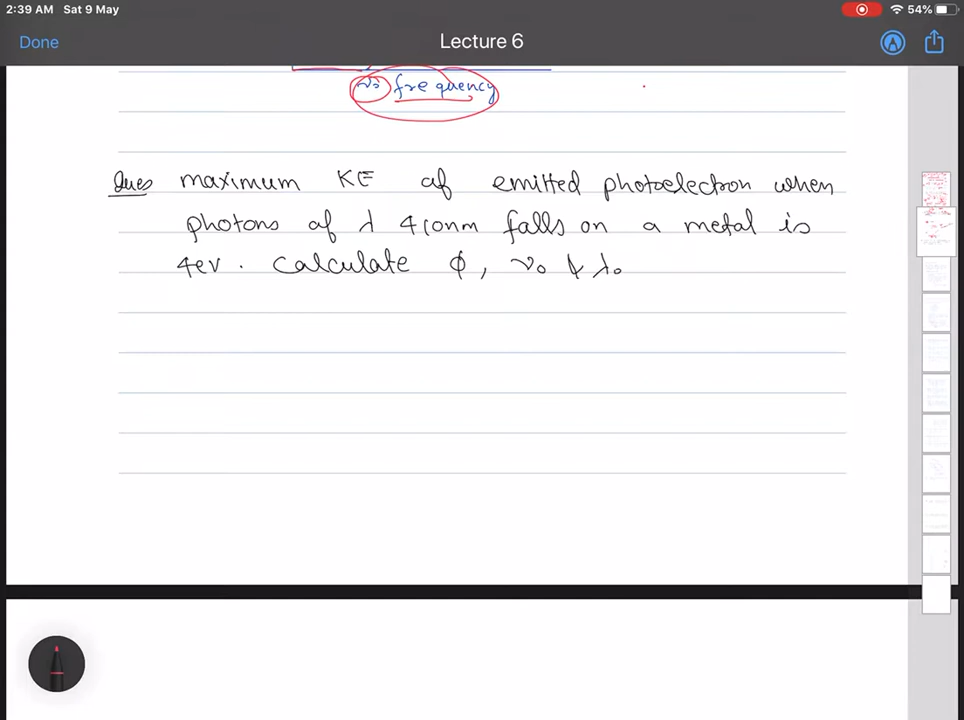 2:39 AM Sat 9 May
54%
Done
Lecture 6
frequency
Ques maximum KE of emitted photoelectron when
photons of λ 410nm falls on a metal is
4ev. Calculate φ, ν₀ & λ₀